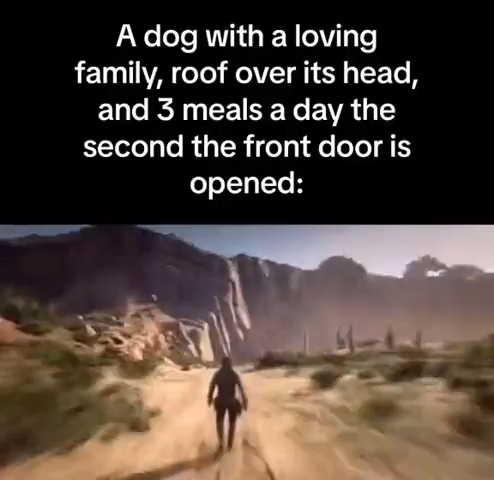 A dog with a loving
family, roof over its head,
and 3 meals a day the
second the front door is
opened: